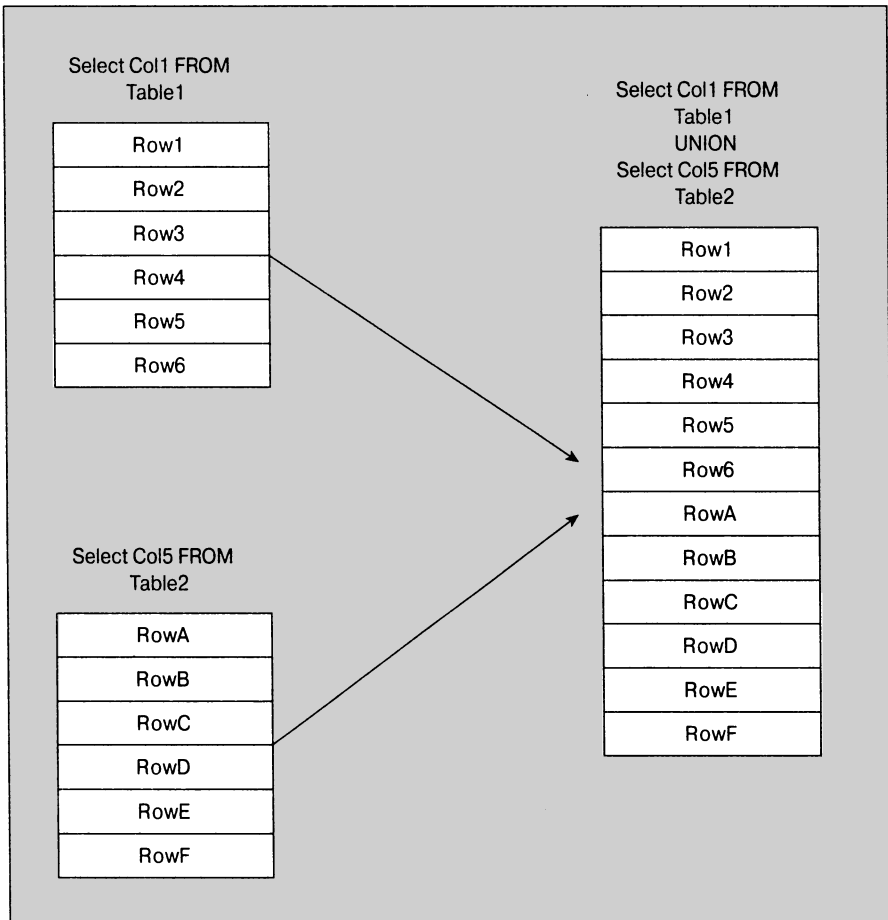 Select Col1 FROM
Table1
Row1
Row2
Row3
Row4
Row5
Row6
Select Col5 FROM
Table2
RowA
RowB
RowC
RowD
RowE
RowF
Select Col1 FROM
Table1
UNION
Select Col5 FROM
Table2
Row1
Row2
Row3
Row4
Row5
Row6
RowA
RowB
RowC
RowD
RowE
RowF